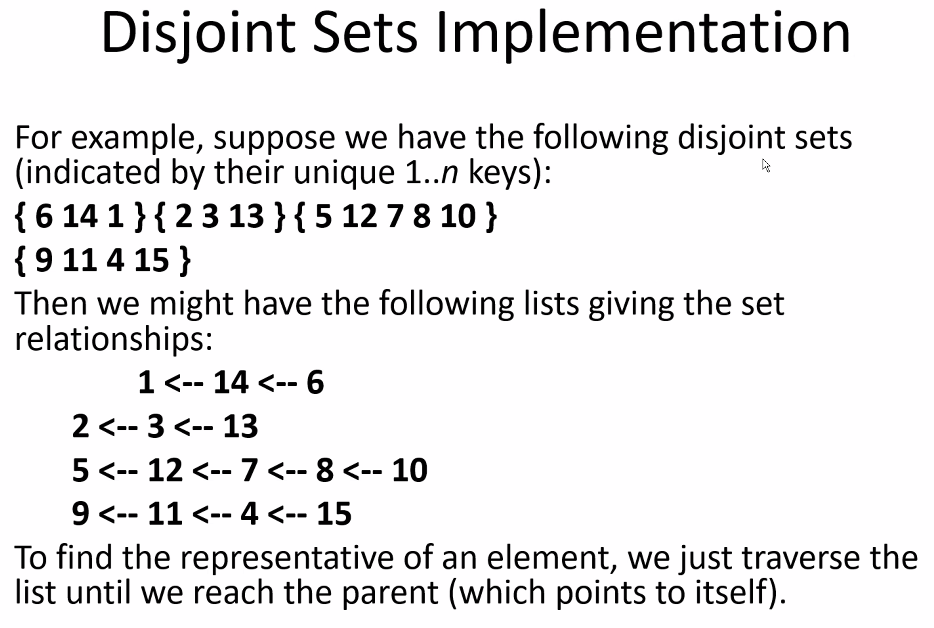 Disjoint Sets Implementation
For example, suppose we have the following disjoint sets
(indicated by their unique 1..n keys):
{ 6 14 1 } { 2 3 13 } { 5 12 7 8 10 }
{ 9 11 4 15 }
Then we might have the following lists giving the set
relationships:
1 <-- 14 <-- 6
2 <-- 3 <-- 13
5 <-- 12 <-- 7 <-- 8 <-- 10
9 <-- 11 <-- 4 <-- 15
To find the representative of an element, we just traverse the
list until we reach the parent (which points to itself).